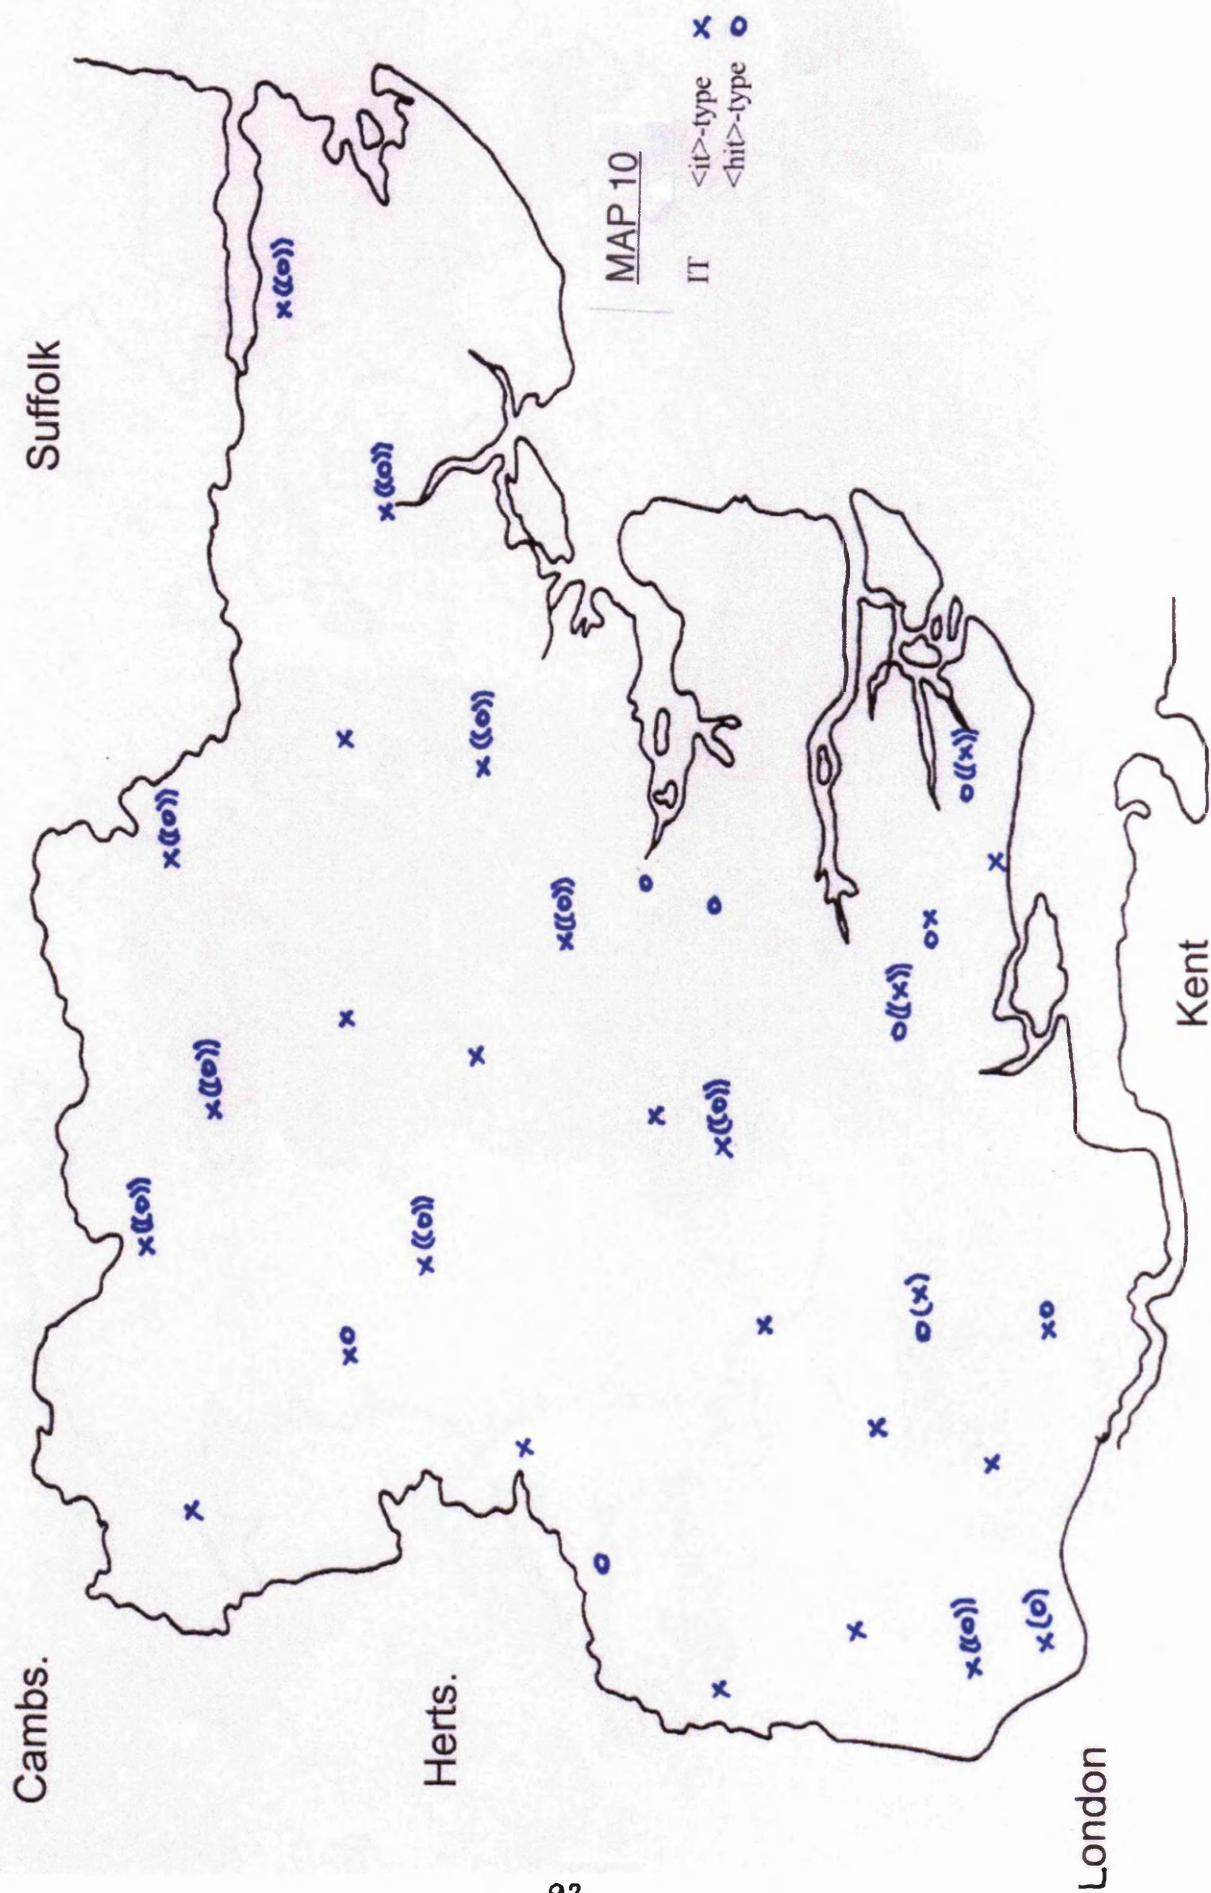 Cambs.
Suffolk
Herts.
MAP 10
IT <it>-type x
<hit>-type o
London
Kent